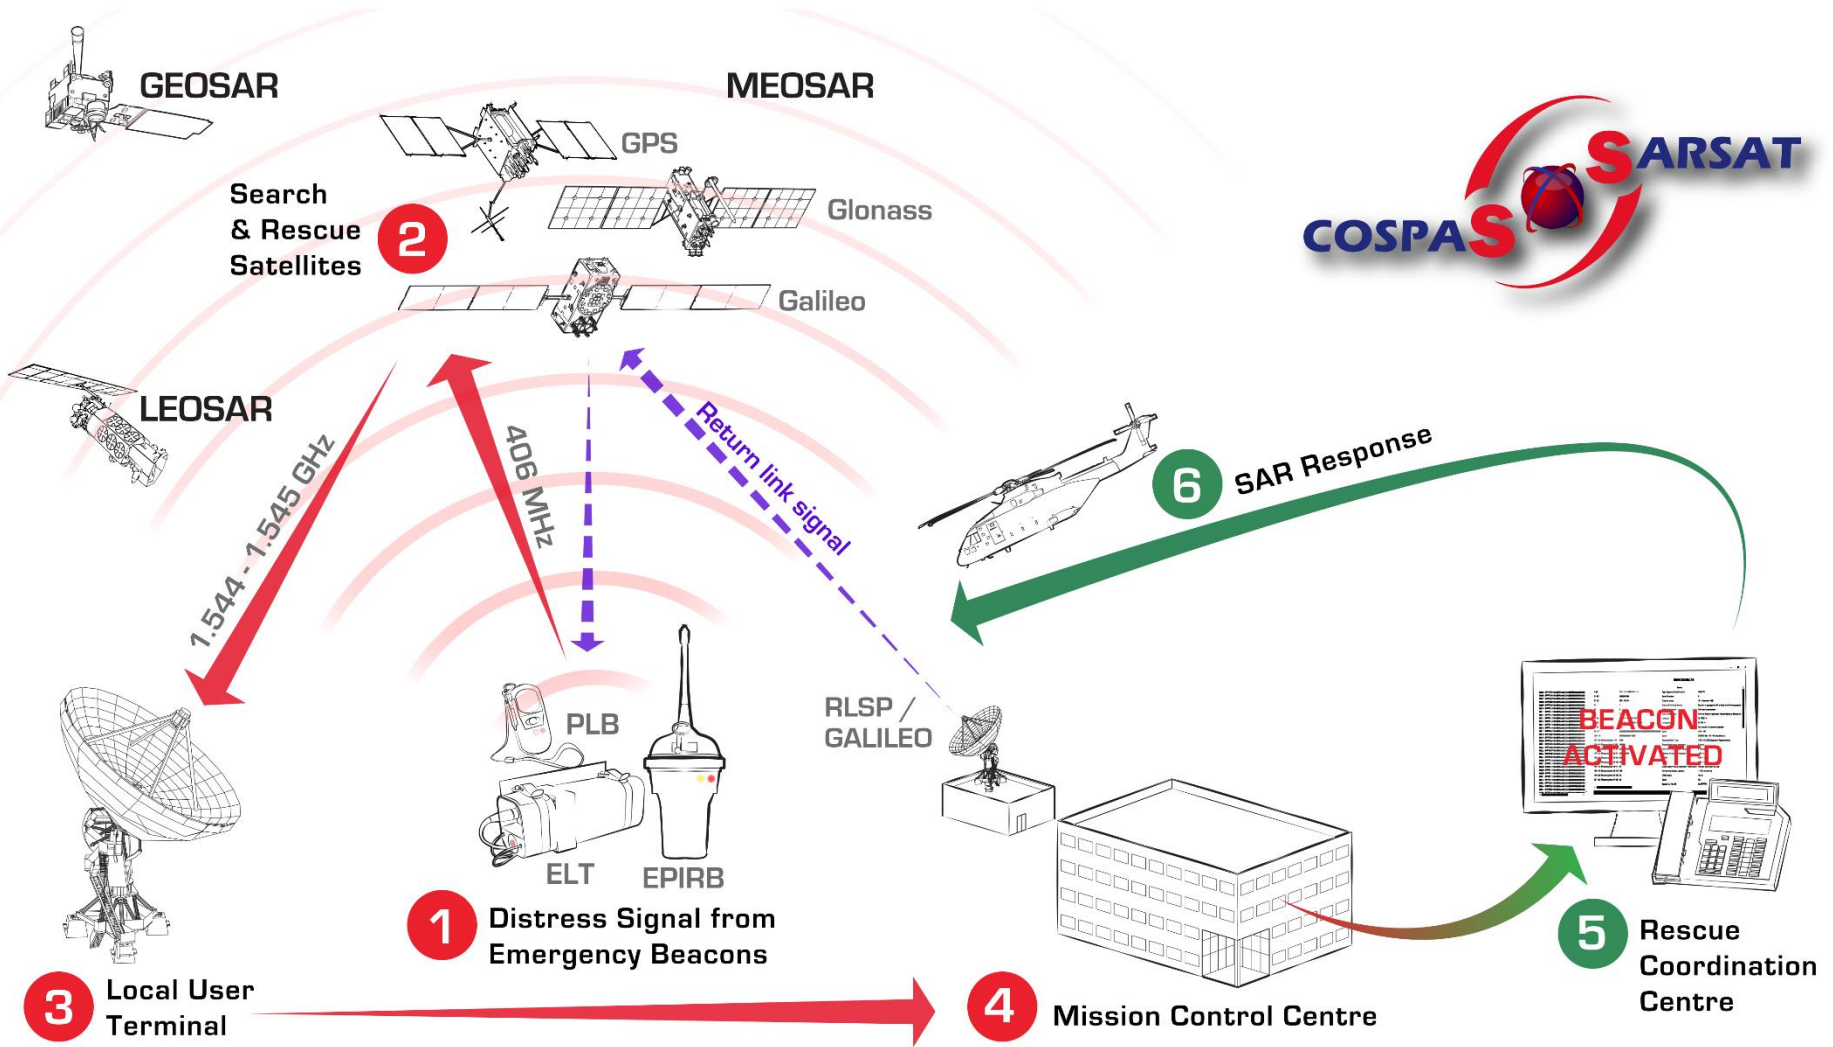 GEOSAR
MEOSAR
GPS
Glonass
Galileo
Search
& Rescue
Satellites
2
LEOSAR
COSPAS
SARSAT
1.544 - 1.545 GHz
406 MHz
Return link signal
6
SAR Response
PLB
ELT
EPIRB
RLSP /
GALILEO
BEACON
ACTIVATED
1
Distress Signal from
Emergency Beacons
3
Local User
Terminal
4
Mission Control Centre
5
Rescue
Coordination
Centre